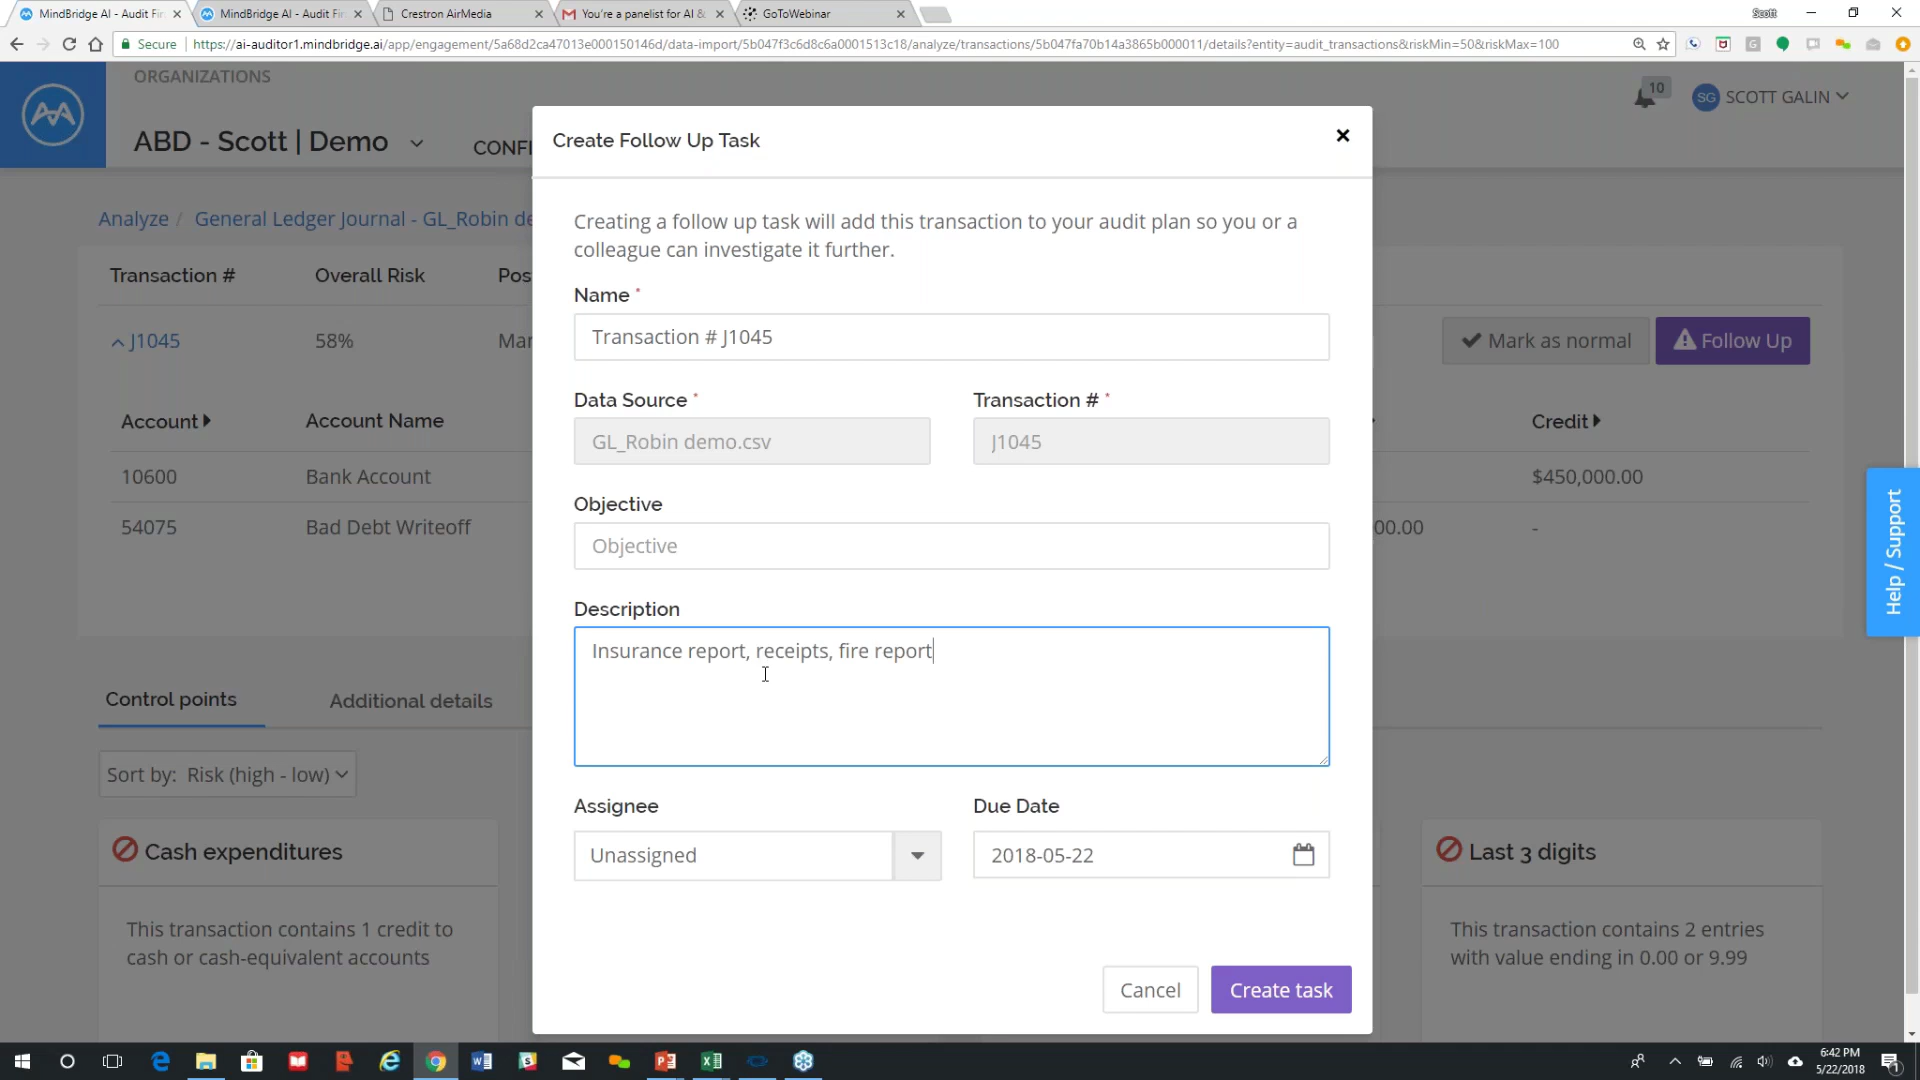 MindBridge AI - Audit Fir
MindBridge AI - Audit Fir
Crestron AirMedia
You're a panelist for AI &
GoToWebinar
Scott
Secure
https://ai-auditor1.mindbridge.ai/app/engagement/5a68d2ca47013e000150146d/data-import/5b047f3c6d8c6a0001513c18/analyze/transactions/5b047fa70b14a3865b000011/details?entity=audit_transactions&riskMin=50&riskMax=100
ORGANIZATIONS
ABD - Scott | Demo
CONFI
10
SG SCOTT GALIN
Create Follow Up Task
Analyze / General Ledger Journal - GL_Robin de
Creating a follow up task will add this transaction to your audit plan so you or a
colleague can investigate it further.
Transaction # Overall Risk Pos
Name *
Transaction # J1045
J1045 58% Mar
Mark as normal
Follow Up
Data Source *
Transaction # *
GL_Robin demo.csv
J1045
Account Account Name
Credit
10600 Bank Account
$450,000.00
54075 Bad Debt Writeoff
00.00 -
Objective
Objective
Help / Support
Description
Insurance report, receipts, fire report
Control points
Additional details
Sort by: Risk (high - low)
Assignee
Due Date
Unassigned
2018-05-22
Cash expenditures
This transaction contains 1 credit to
cash or cash-equivalent accounts
Last 3 digits
This transaction contains 2 entries
with value ending in 0.00 or 9.99
Cancel
Create task
6:42 PM
5/22/2018